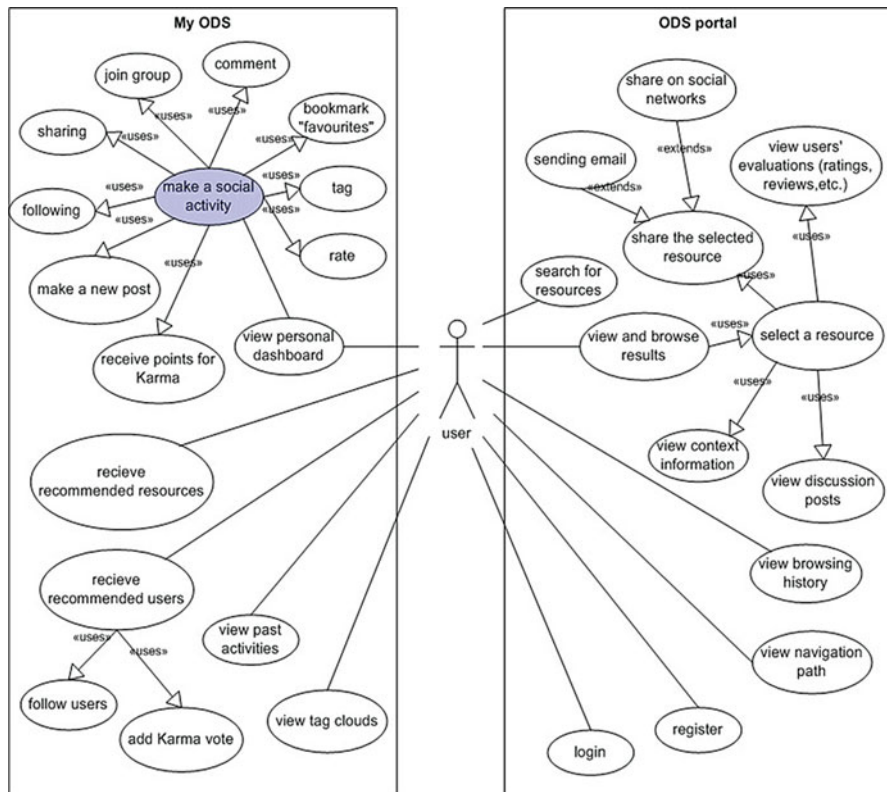 My ODS
join group
comment
«uses»
«uses»
sharing
«uses»
bookmark
"favourites"
«uses»
make a social
activity
«uses»
tag
following
«uses»
«uses»
«uses»
rate
make a new post
«uses»
receive points for
Karma
view personal
dashboard
recieve
recommended resources
recieve
recommended users
«uses»
«uses»
follow users
add Karma vote
view past
activities
view tag clouds
user
ODS portal
share on social
networks
sending email
«extends»
«extends»
view users'
evaluations (ratings,
reviews,etc.)
share the selected
resource
«uses»
«uses»
search for
resources
view and browse
results
«uses»
select a resource
«uses»
«uses»
view context
information
view discussion
posts
view browsing
history
view navigation
path
register
login